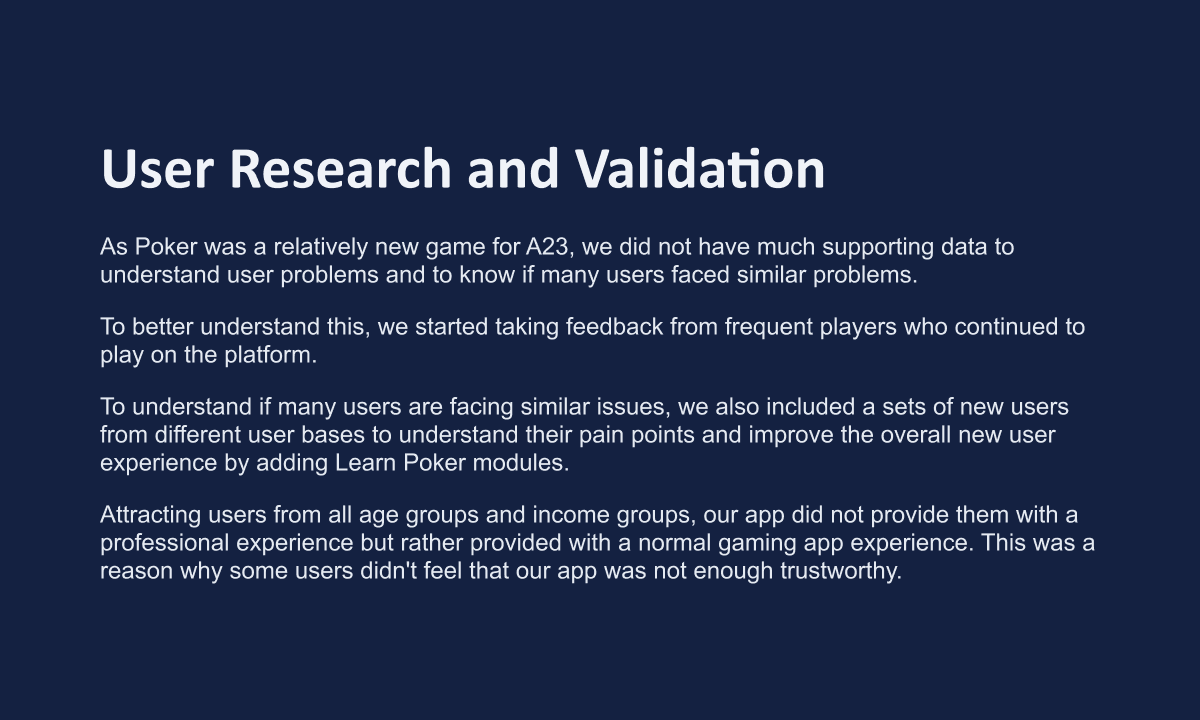 User Research and Validation
As Poker was a relatively new game for A23, we did not have much supporting data to
understand user problems and to know if many users faced similar problems.
To better understand this, we started taking feedback from frequent players who continued to
play on the platform.
To understand if many users are facing similar issues, we also included a sets of new users
from different user bases to understand their pain points and improve the overall new user
experience by adding Learn Poker modules.
Attracting users from all age groups and income groups, our app did not provide them with a
professional experience but rather provided with a normal gaming app experience. This was a
reason why some users didn't feel that our app was not enough trustworthy.